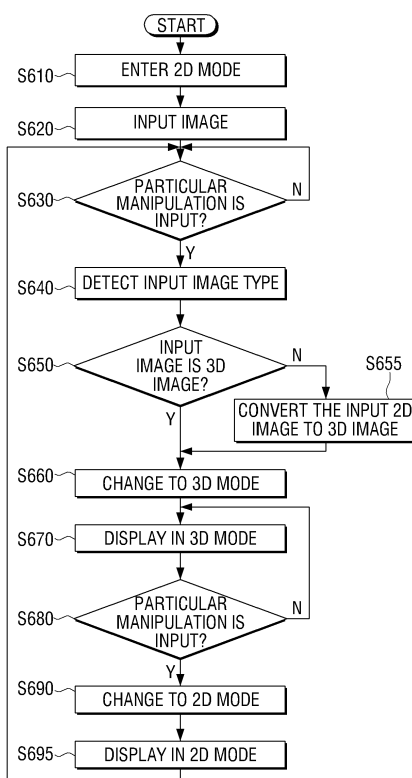 START
S610
ENTER 2D MODE
S620
INPUT IMAGE
S630
PARTICULAR
MANIPULATION IS
INPUT?
N
Y
S640
DETECT INPUT IMAGE TYPE
S650
INPUT
IMAGE IS 3D
IMAGE?
N
Y
S655
CONVERT THE INPUT 2D
IMAGE TO 3D IMAGE
S660
CHANGE TO 3D MODE
S670
DISPLAY IN 3D MODE
S680
PARTICULAR
MANIPULATION IS
INPUT?
N
Y
S690
CHANGE TO 2D MODE
S695
DISPLAY IN 2D MODE